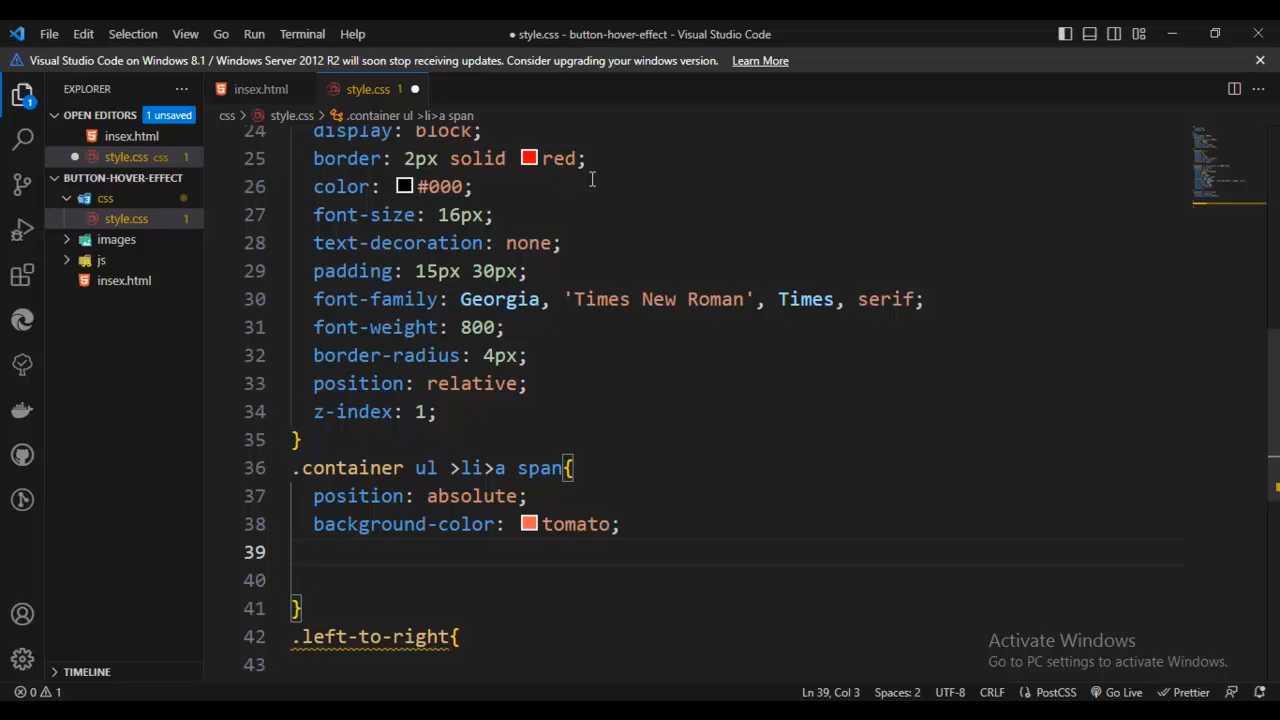 File Edit Selection View Go Run Terminal Help
● style.css - button-hover-effect - Visual Studio Code
Visual Studio Code on Windows 8.1 / Windows Server 2012 R2 will soon stop receiving updates. Consider upgrading your windows version. Learn More
EXPLORER
OPEN EDITORS 1 unsaved
insex.html
style.css css 1
BUTTON-HOVER-EFFECT
css
style.css 1
images
js
insex.html
TIMELINE
1
insex.html style.css 1
css > style.css > .container ul >li>a span
24 display: block;
25 border: 2px solid red;
26 color: #000;
27 font-size: 16px;
28 text-decoration: none;
29 padding: 15px 30px;
30 font-family: Georgia, 'Times New Roman', Times, serif;
31 font-weight: 800;
32 border-radius: 4px;
33 position: relative;
34 z-index: 1;
35 }
36 .container ul >li>a span{
37 position: absolute;
38 background-color: tomato;
39
40
41 }
42 .left-to-right{
43
Activate Windows
Go to PC settings to activate Windows.
0 1 Ln 39, Col 3 Spaces: 2 UTF-8 CRLF PostCSS Go Live Prettier